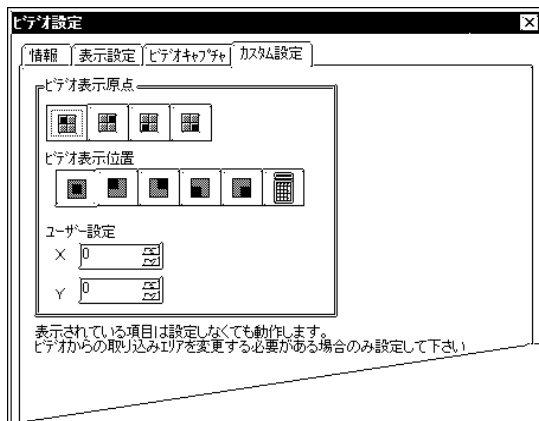 ビデオ設定
情報 表示設定 ビデオキャプチャ カスタム設定
ビデオ表示原点
ビデオ表示位置
ユーザー設定
X 0
Y 0
表示されている項目は設定しなくても動作します。
ビデオからの取り込みエリアを変更する必要がある場合のみ設定して下さい